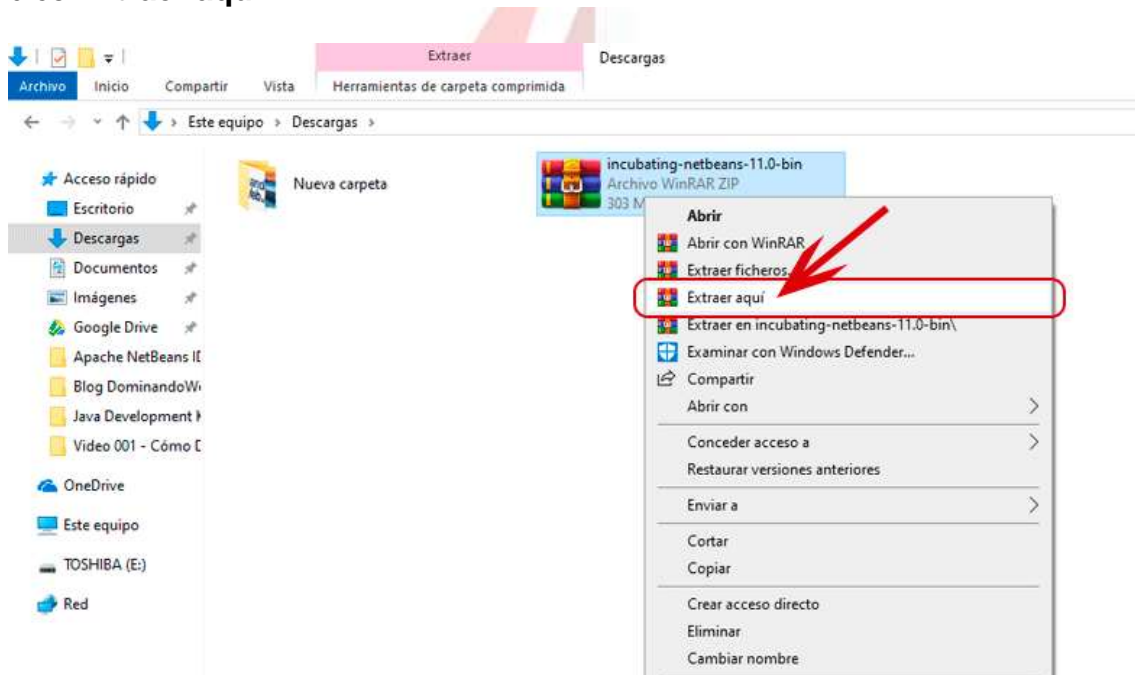 Extraer
Descargas
Archivo
Inicio
Compartir
Vista
Herramientas de carpeta comprimida
Este equipo
Descargas
Acceso rápido
Escritorio
Descargas
Documentos
Imágenes
Google Drive
Apache NetBeans
Blog
Java Development
Video 001 - Cómo
OneDrive
Este equipo
TOSHIBA (E:)
Red
Nueva carpeta
incubating-netbeans-11.0-bin
Archivo WinRAR ZIP
303
Abrir
Abrir con WinRAR
Extraer ficheros...
Extraer aquí
Extraer en incubating-netbeans-11.0-bin\
Examinar con Windows Defender...
Compartir
Abrir con
Conceder acceso a
Restaurar versiones anteriores
Enviar a
Cortar
Copiar
Crear acceso directo
Eliminar
Cambiar nombre